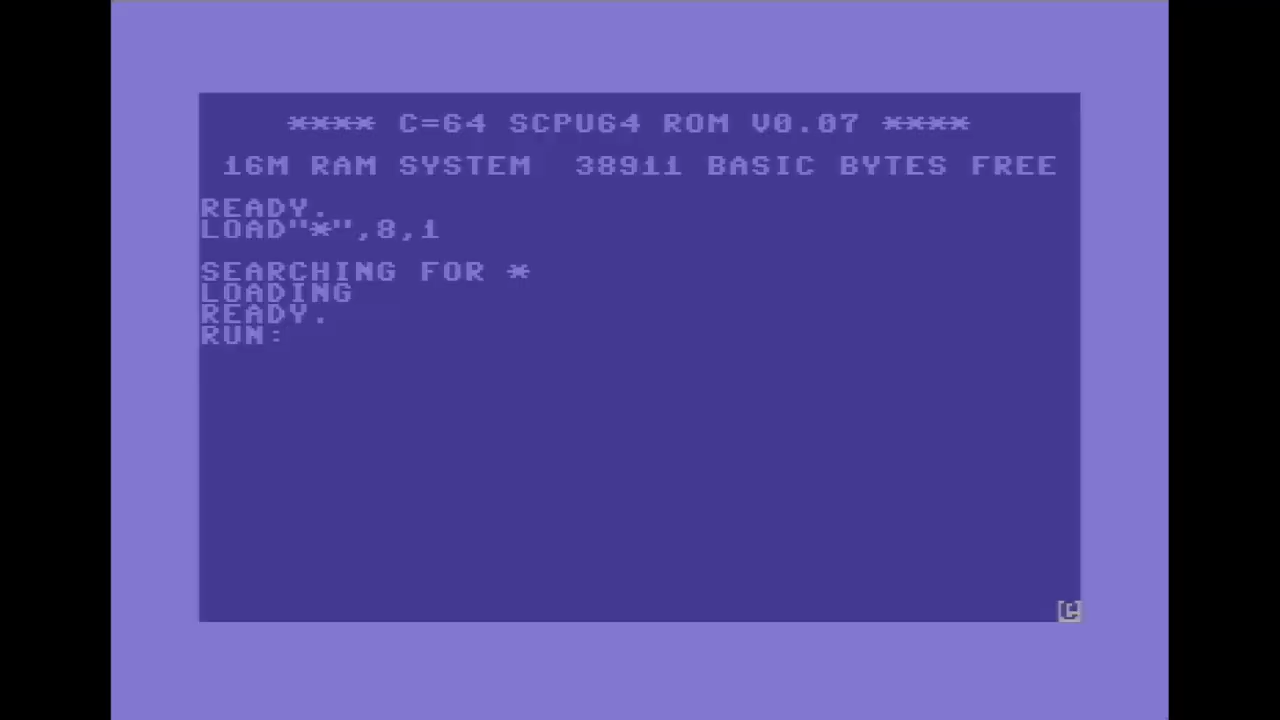 **** C=64 SCPU64 ROM V0.07 ****
16M RAM SYSTEM  38911 BASIC BYTES FREE
READY.
LOAD"*",8,1
SEARCHING FOR *
LOADING
READY.
RUN: